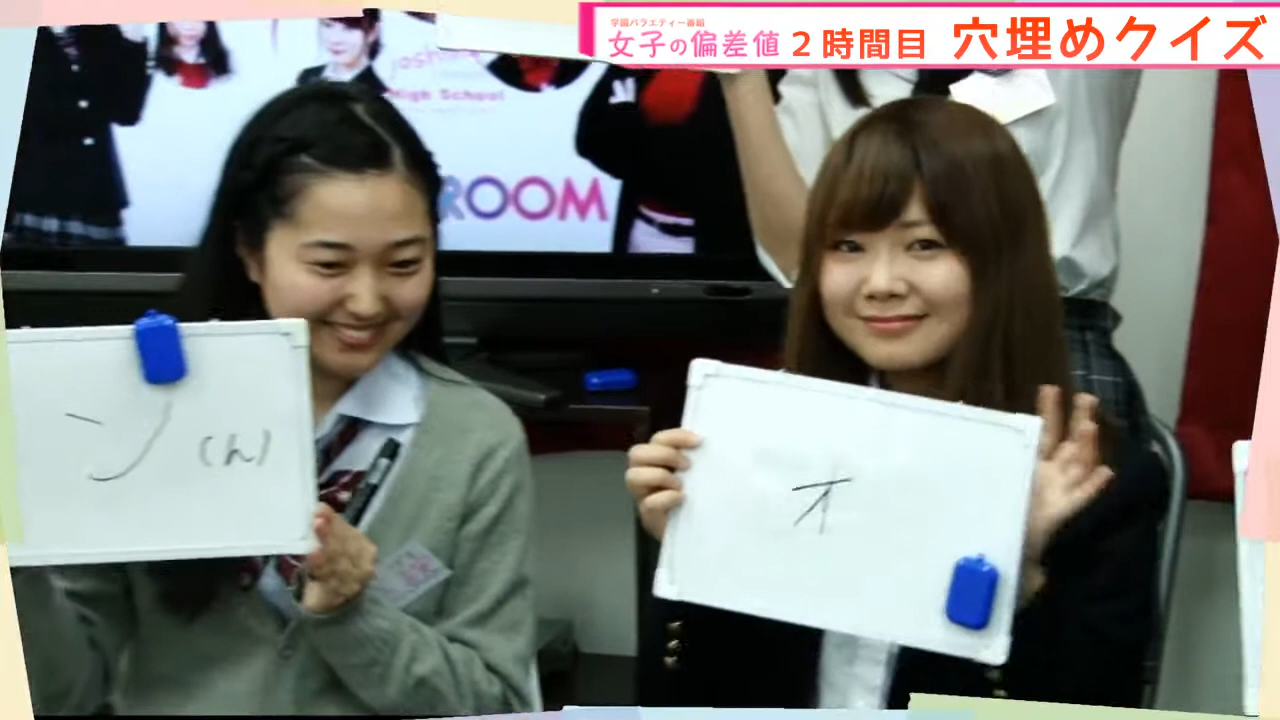 学園バラエティー番組
女子の偏差値 2時間目 穴埋めクイズ
High School
ROOM
ン (ん)
オ